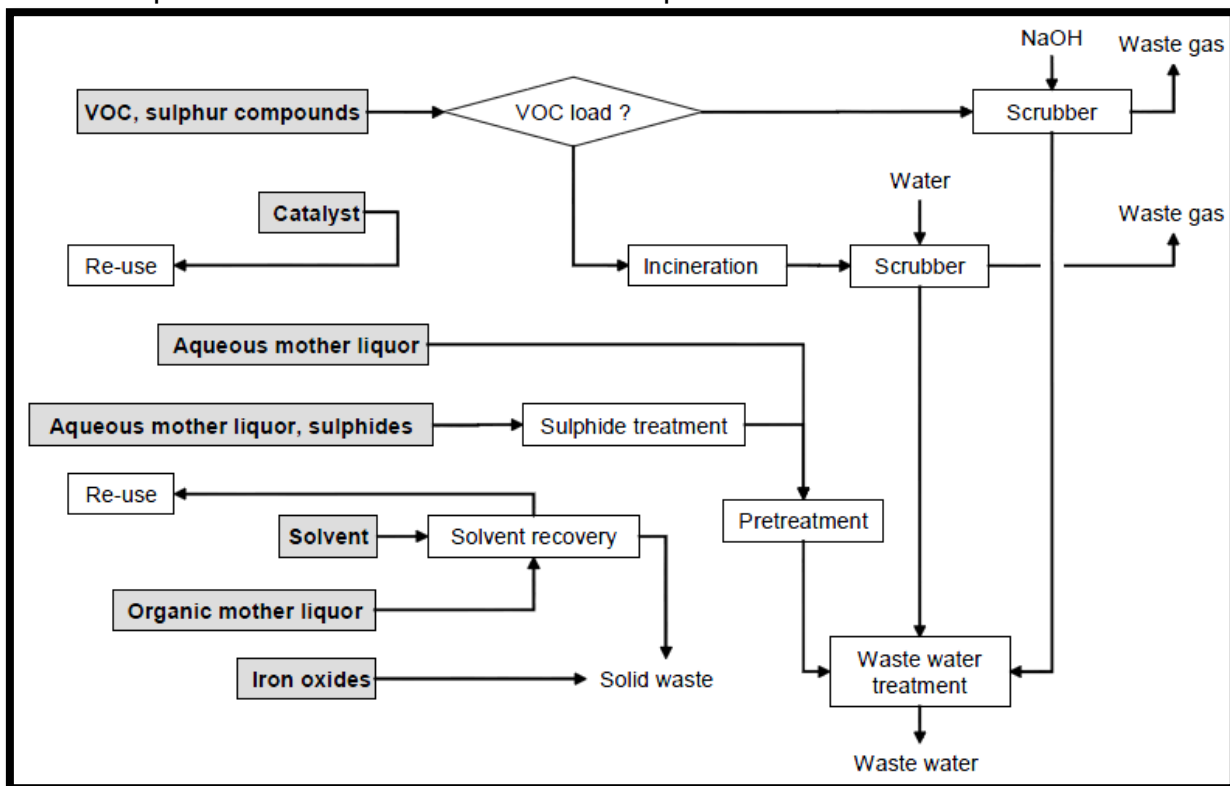 NaOH
Waste gas
VOC, sulphur compounds
VOC load ?
Scrubber
Water
Catalyst
Waste gas
Re-use
Incineration
Scrubber
Aqueous mother liquor
Aqueous mother liquor, sulphides
Sulphide treatment
Re-use
Pretreatment
Solvent
Solvent recovery
Organic mother liquor
Waste water
treatment
Iron oxides
Solid waste
Waste water